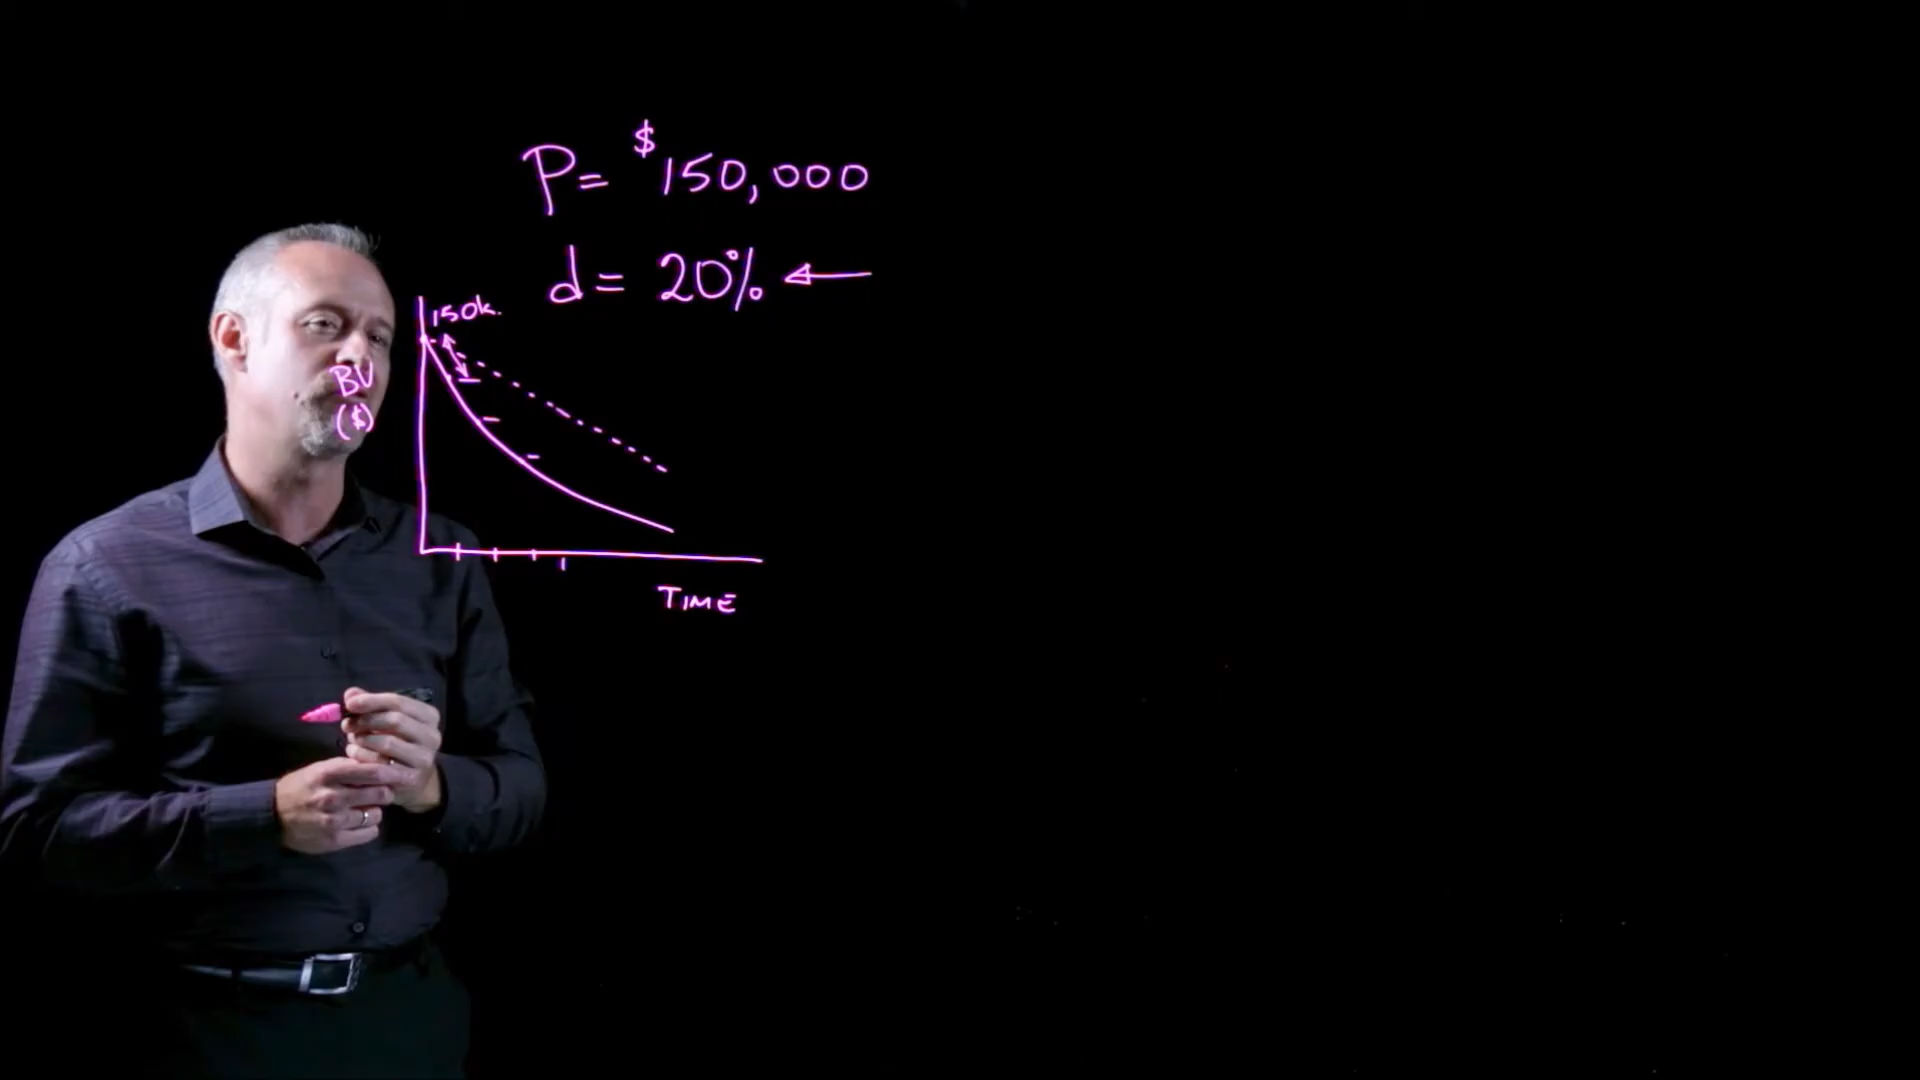 P = $150,000
d = 20%
150k.
BV
($)
TIME